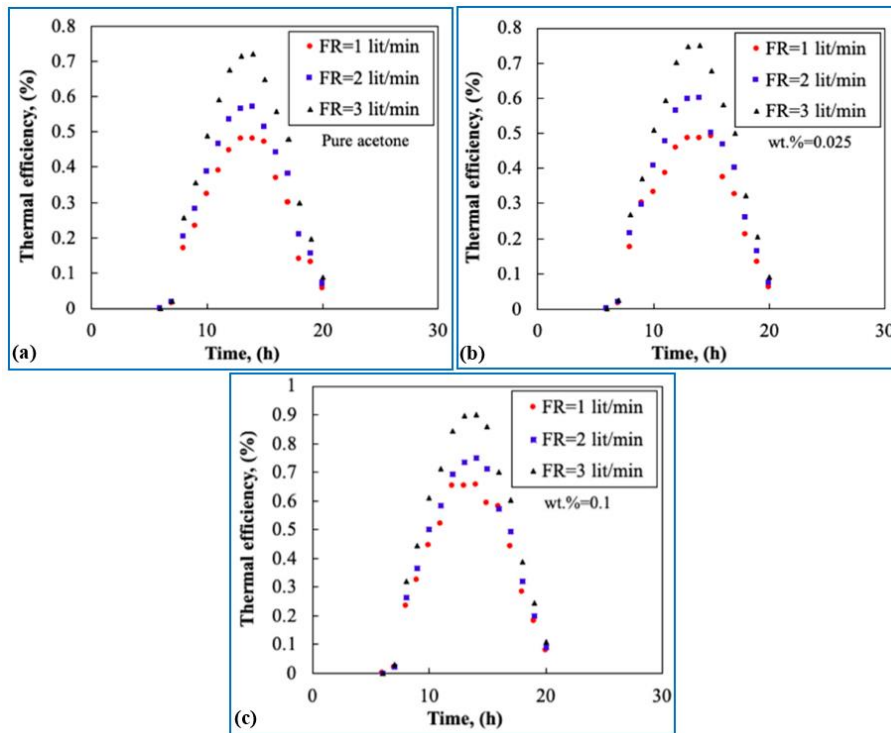 0.8
0.7
0.6
0.5
0.4
0.3
0.2
0.1
0
Thermal efficiency, (%)
FR=1 lit/min
FR=2 lit/min
FR=3 lit/min
Pure acetone
0
10
20
30
Time, (h)
(a)
0.8
0.7
0.6
0.5
0.4
0.3
0.2
0.1
0
Thermal efficiency, (%)
FR=1 lit/min
FR=2 lit/min
FR=3 lit/min
wt.%=0.025
0
10
20
30
Time, (h)
(b)
1
0.9
0.8
0.7
0.6
0.5
0.4
0.3
0.2
0.1
0
Thermal efficiency, (%)
FR=1 lit/min
FR=2 lit/min
FR=3 lit/min
wt.%=0.1
0
10
20
30
Time, (h)
(c)